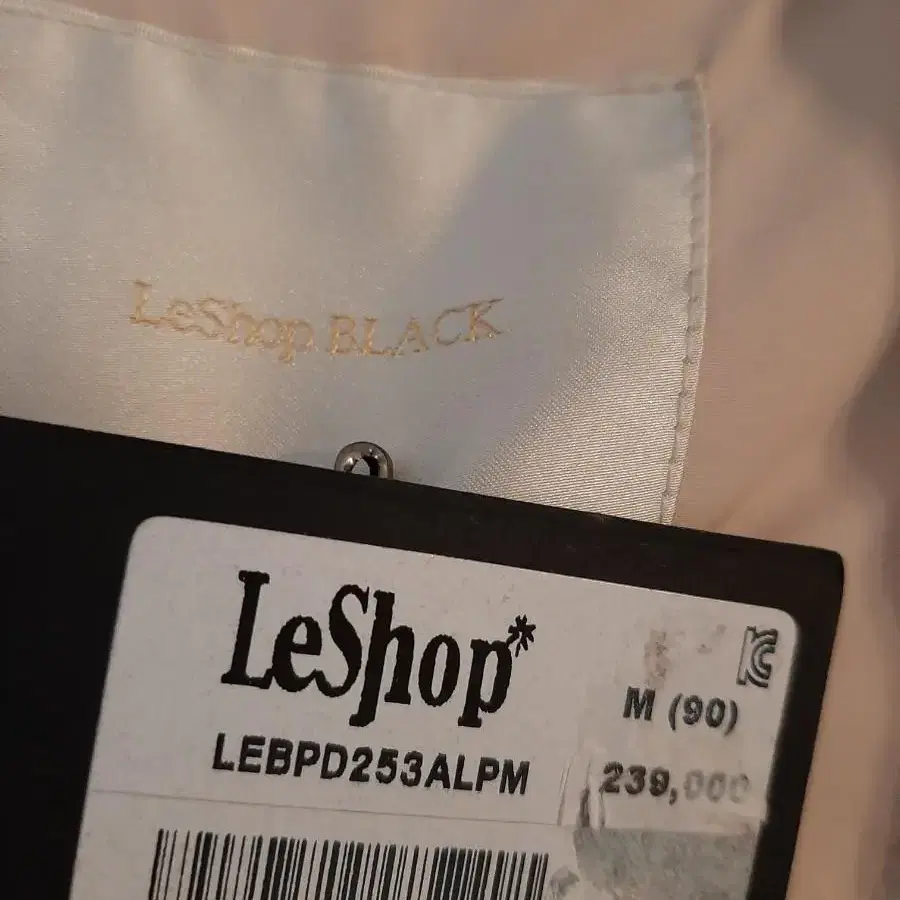 LeShop BLACK
LeShop*
M (90)
LEBPD253ALPM
239,000